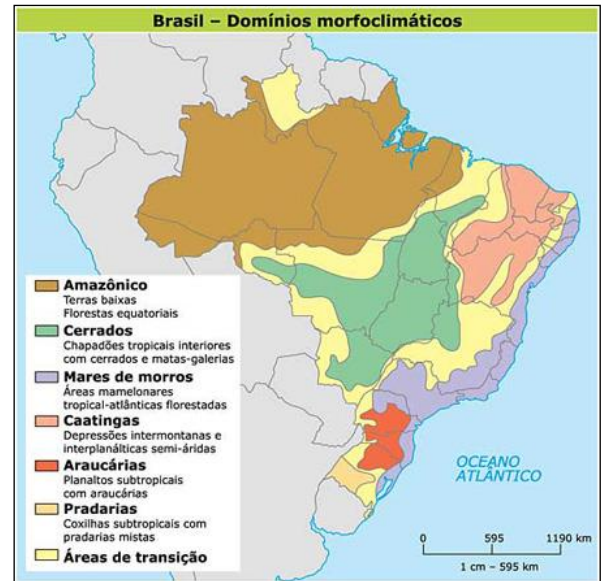 Brasil – Domínios morfoclimáticos
Amazônico
Terras baixas
Florestas equatoriais
Cerrados
Chapadões tropicais interiores
com cerrados e matas-galerias
Mares de morros
Áreas mamelonares
tropical-atlânticas florestadas
Caatingas
Depressões intermontanas e
interplanálticas semi-áridas
Araucárias
Planaltos subtropicais
com araucárias
Pradarias
Coxilhas subtropicais com
pradarias mistas
Áreas de transição
OCEANO
ATLÂNTICO
0 595 1190 km
1 cm – 595 km